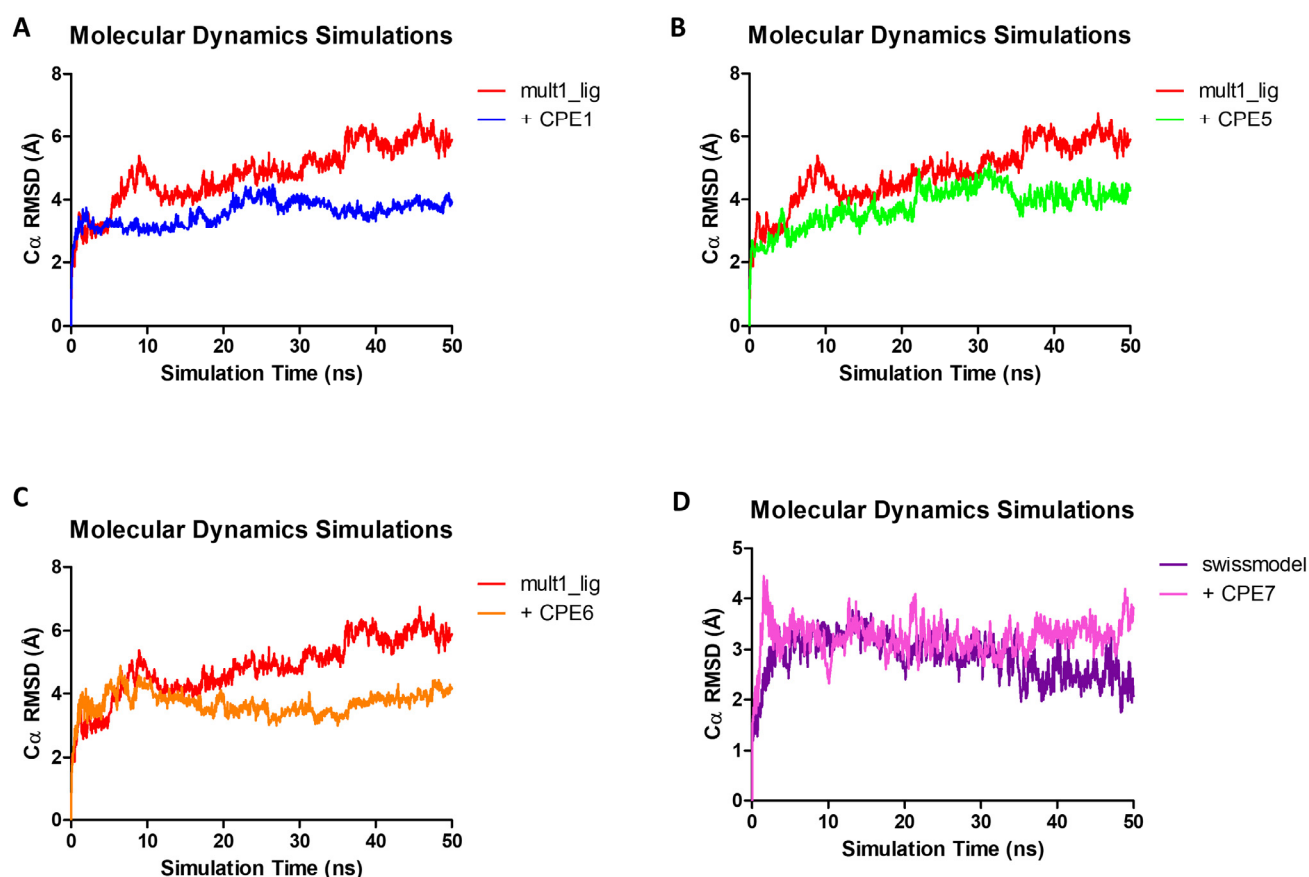 A
Molecular Dynamics Simulations
Cα RMSD (Å)
8
6
4
2
0
0 10 20 30 40 50
Simulation Time (ns)
mult1_lig
+ CPE1
B
Molecular Dynamics Simulations
Cα RMSD (Å)
8
6
4
2
0
0 10 20 30 40 50
Simulation Time (ns)
mult1_lig
+ CPE5
C
Molecular Dynamics Simulations
Cα RMSD (Å)
8
6
4
2
0
0 10 20 30 40 50
Simulation Time (ns)
mult1_lig
+ CPE6
D
Molecular Dynamics Simulations
Cα RMSD (Å)
5
4
3
2
1
0
0 10 20 30 40 50
Simulation Time (ns)
swissmodel
+ CPE7